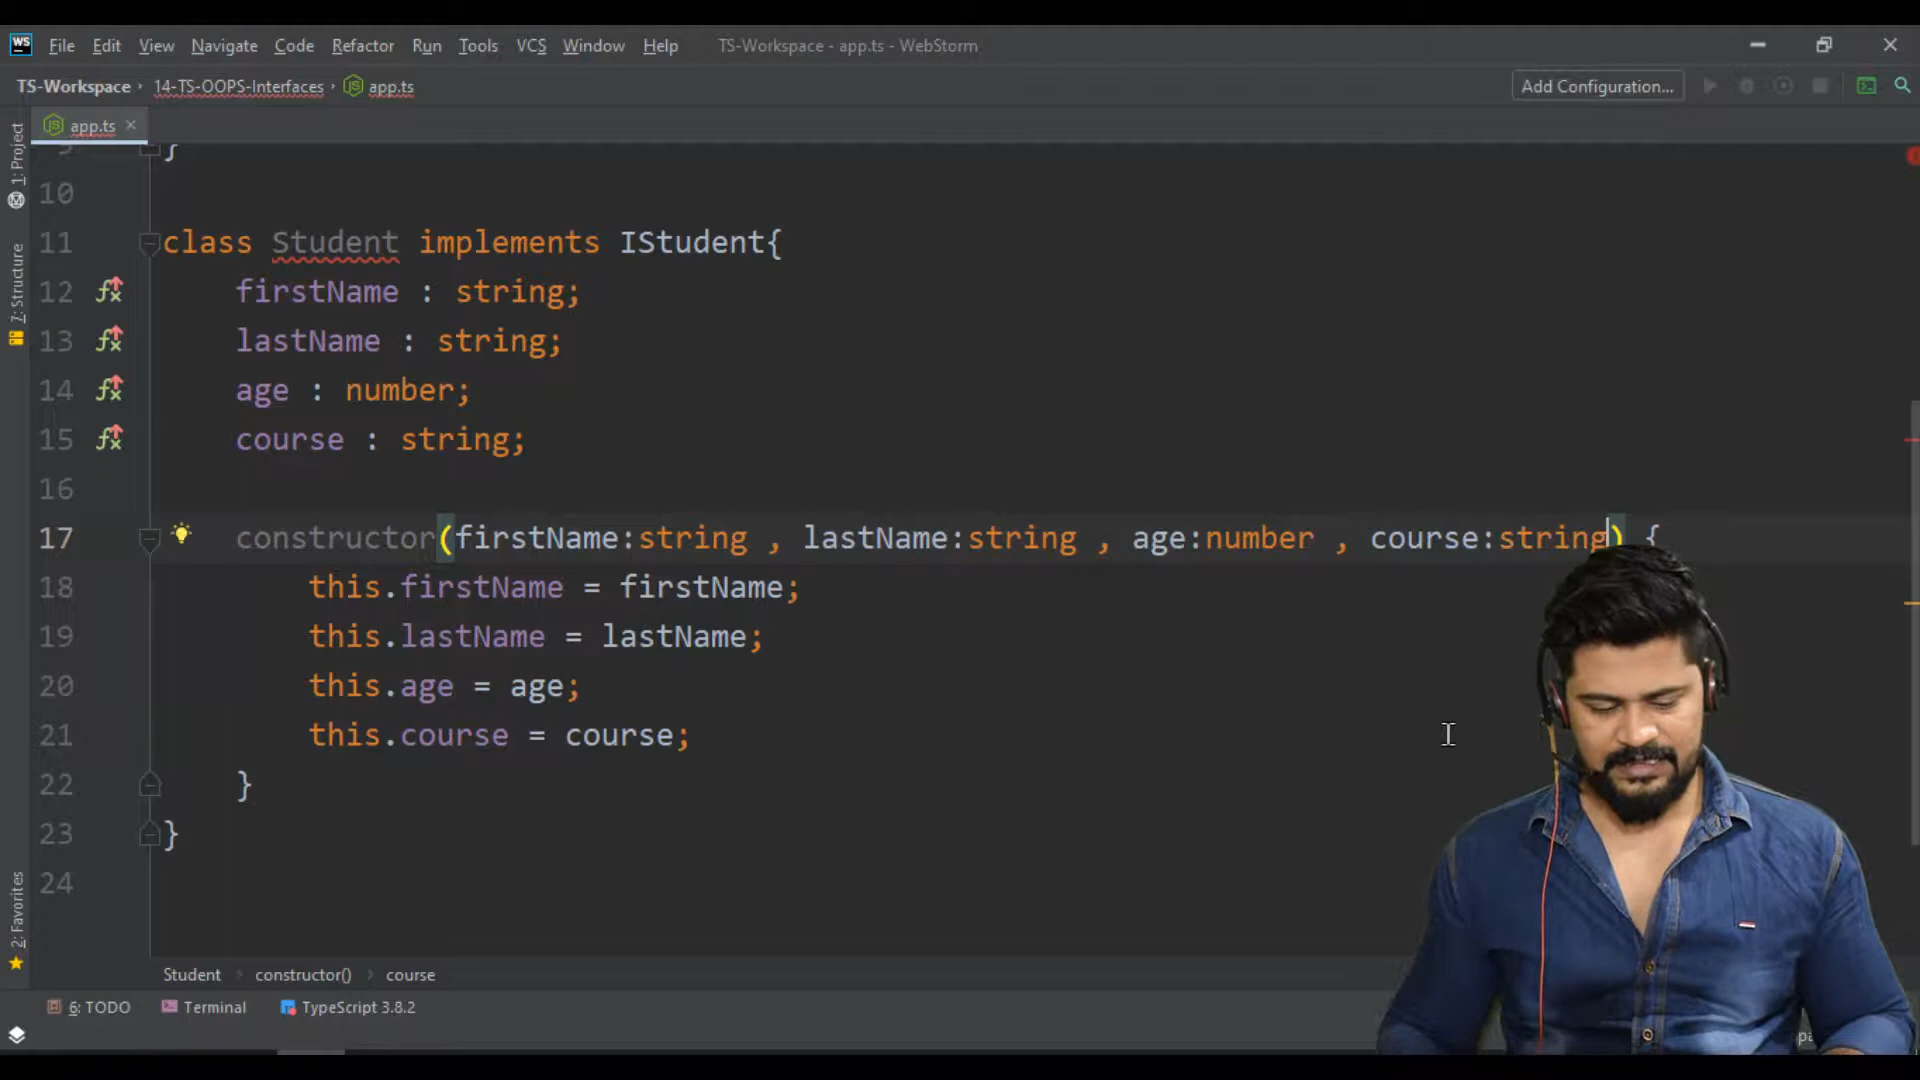 WS File Edit View Navigate Code Refactor Run Tools VCS Window Help TS-Workspace - app.ts - WebStorm
TS-Workspace › 14-TS-OOPS-Interfaces › JS app.ts Add Configuration...
JS app.ts ×
1: Project
7: Structure
2: Favorites
}
10
11 class Student implements IStudent{
12 firstName : string;
13 lastName : string;
14 age : number;
15 course : string;
16
17 constructor(firstName:string , lastName:string , age:number , course:string) {
18 this.firstName = firstName;
19 this.lastName = lastName;
20 this.age = age;
21 this.course = course;
22 }
23 }
24
Student › constructor() › course
6: TODO Terminal TypeScript 3.8.2